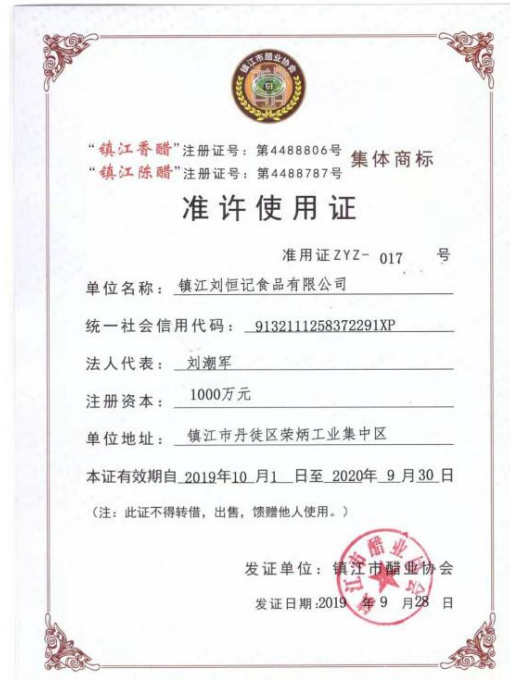 镇江市醋业协会
“镇江香醋”注册证号：第4488806号
“镇江陈醋”注册证号：第4488787号
集体商标
准许使用证
准用证ZYZ- 017 号
单位名称：镇江刘恒记食品有限公司
统一社会信用代码：9132111258372291XP
法人代表：刘潮军
注册资本：1000万元
单位地址：镇江市丹徒区荣炳工业集中区
本证有效期自 2019年10 月1 日至 2020年 9 月30 日
（注：此证不得转借，出售，馈赠他人使用。）
发证单位：镇江市醋业协会
发证日期:2019 年 9 月28 日
镇江市醋业协会